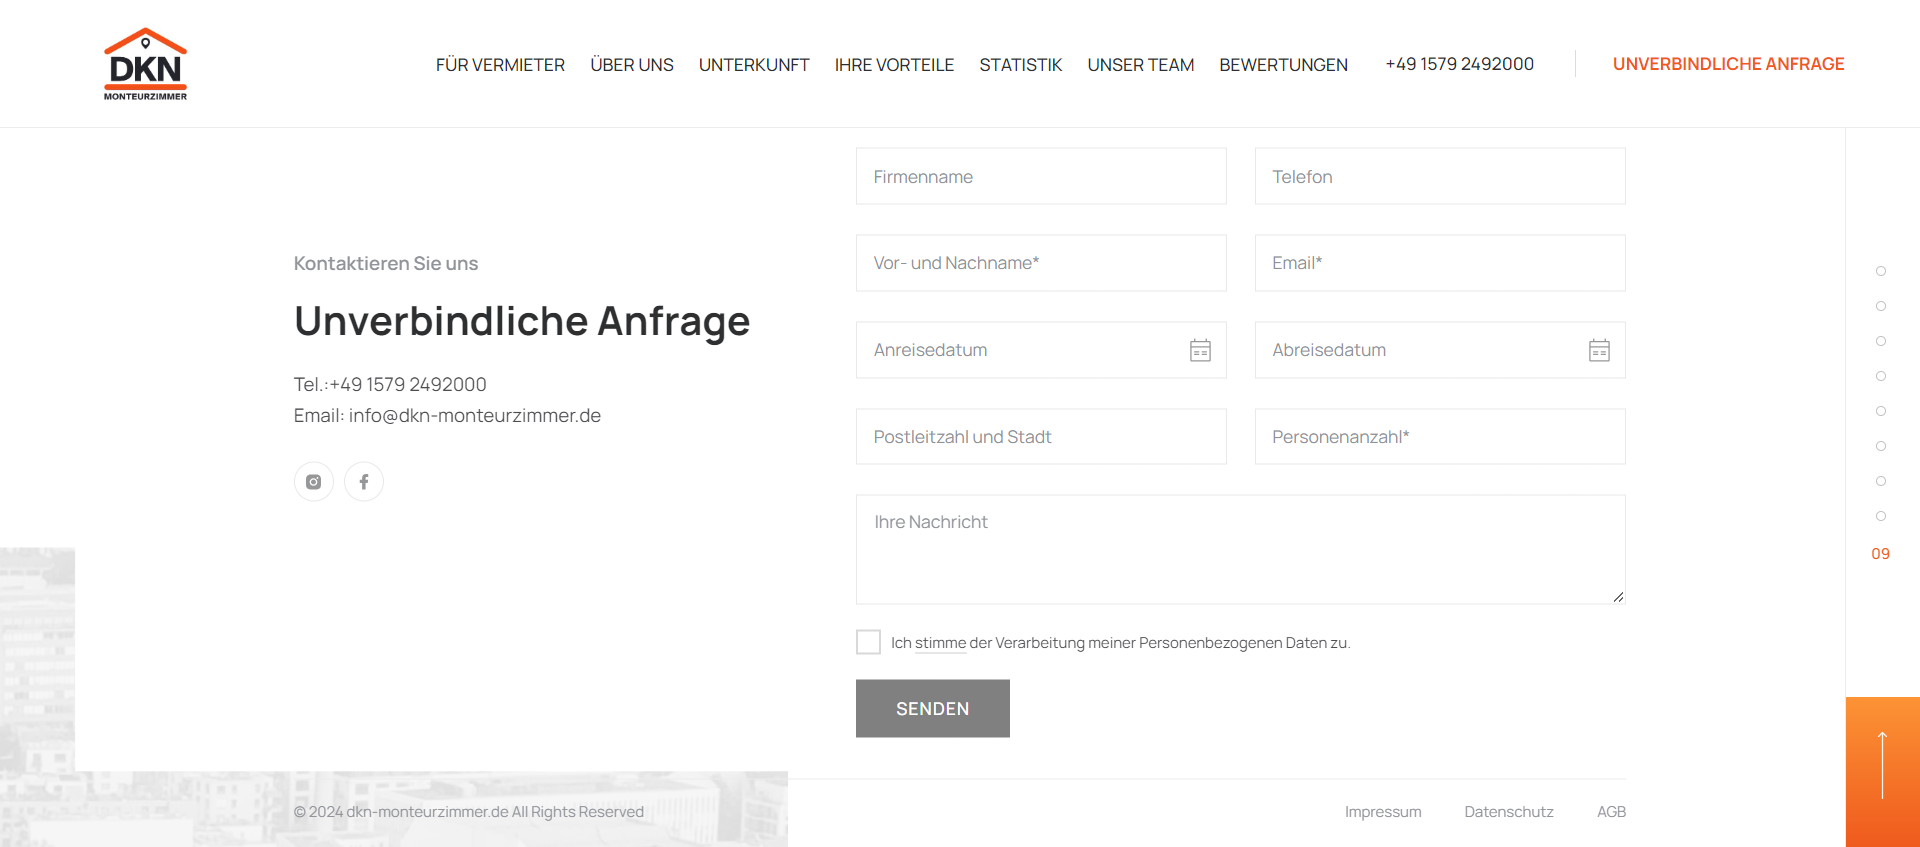 DKN
MONTEURZIMMER
FÜR VERMIETER ÜBER UNS UNTERKUNFT IHRE VORTEILE STATISTIK UNSER TEAM BEWERTUNGEN +49 1579 2492000 UNVERBINDLICHE ANFRAGE
Kontaktieren Sie uns
Unverbindliche Anfrage
Tel.:+49 1579 2492000
Email: info@dkn-monteurzimmer.de
Firmenname Telefon
Vor- und Nachname* Email*
Anreisedatum Abreisedatum
Postleitzahl und Stadt Personenanzahl*
Ihre Nachricht
Ich stimme der Verarbeitung meiner Personenbezogenen Daten zu.
SENDEN
09
© 2024 dkn-monteurzimmer.de All Rights Reserved
Impressum Datenschutz AGB